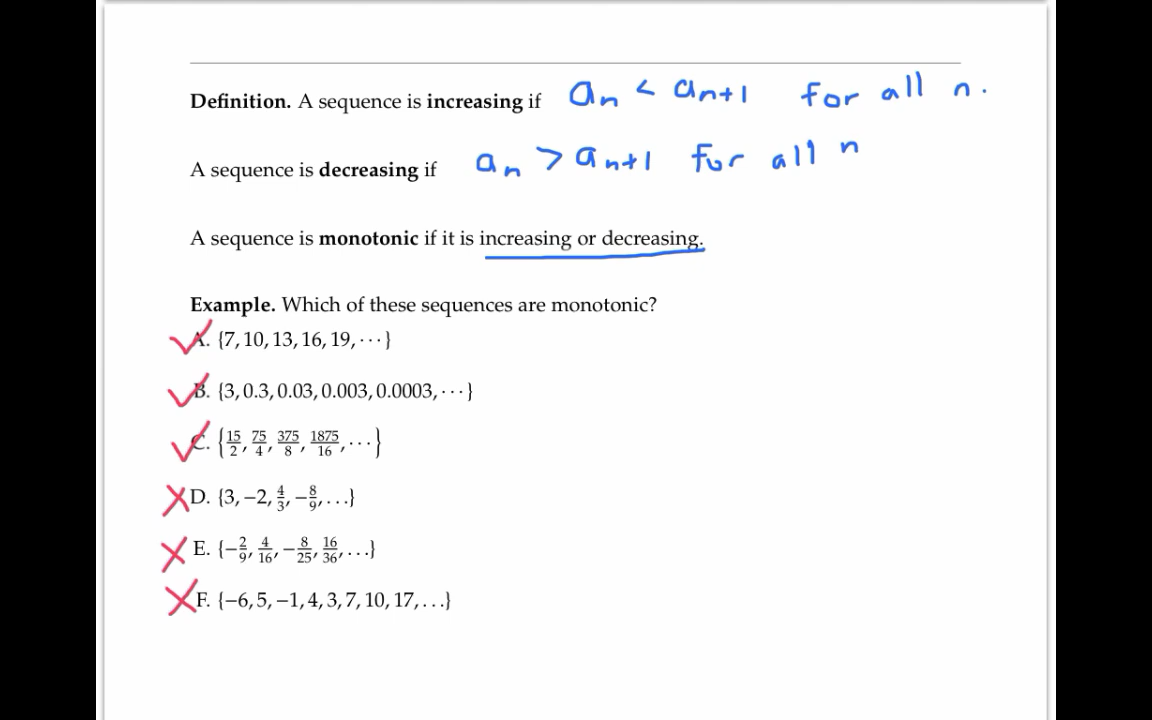 Definition. A sequence is increasing if aₙ < aₙ₊₁ for all n.
A sequence is decreasing if aₙ > aₙ₊₁ for all n
A sequence is monotonic if it is increasing or decreasing.
Example. Which of these sequences are monotonic?
A. {7, 10, 13, 16, 19, ⋯}
B. {3, 0.3, 0.03, 0.003, 0.0003, ⋯}
C. {15/2, 75/4, 375/8, 1875/16, ⋯}
D. {3, −2, 4/3, −8/9, …}
E. {−2/9, 4/16, −8/25, 16/36, …}
F. {−6, 5, −1, 4, 3, 7, 10, 17, …}